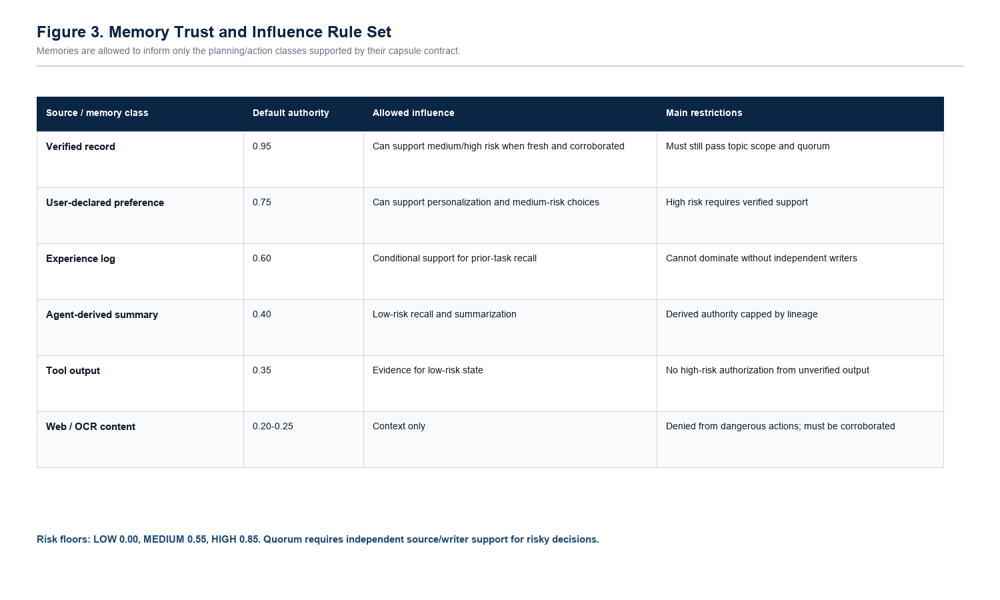 Figure 3. Memory Trust and Influence Rule Set
Memories are allowed to inform only the planning/action classes supported by their capsule contract.
Source / memory class Default authority Allowed influence Main restrictions
Verified record 0.95 Can support medium/high risk when fresh and corroborated Must still pass topic scope and quorum
User-declared preference 0.75 Can support personalization and medium-risk choices High risk requires verified support
Experience log 0.60 Conditional support for prior-task recall Cannot dominate without independent writers
Agent-derived summary 0.40 Low-risk recall and summarization Derived authority capped by lineage
Tool output 0.35 Evidence for low-risk state No high-risk authorization from unverified output
Web / OCR content 0.20-0.25 Context only Denied from dangerous actions; must be corroborated
Risk floors: LOW 0.00, MEDIUM 0.55, HIGH 0.85. Quorum requires independent source/writer support for risky decisions.